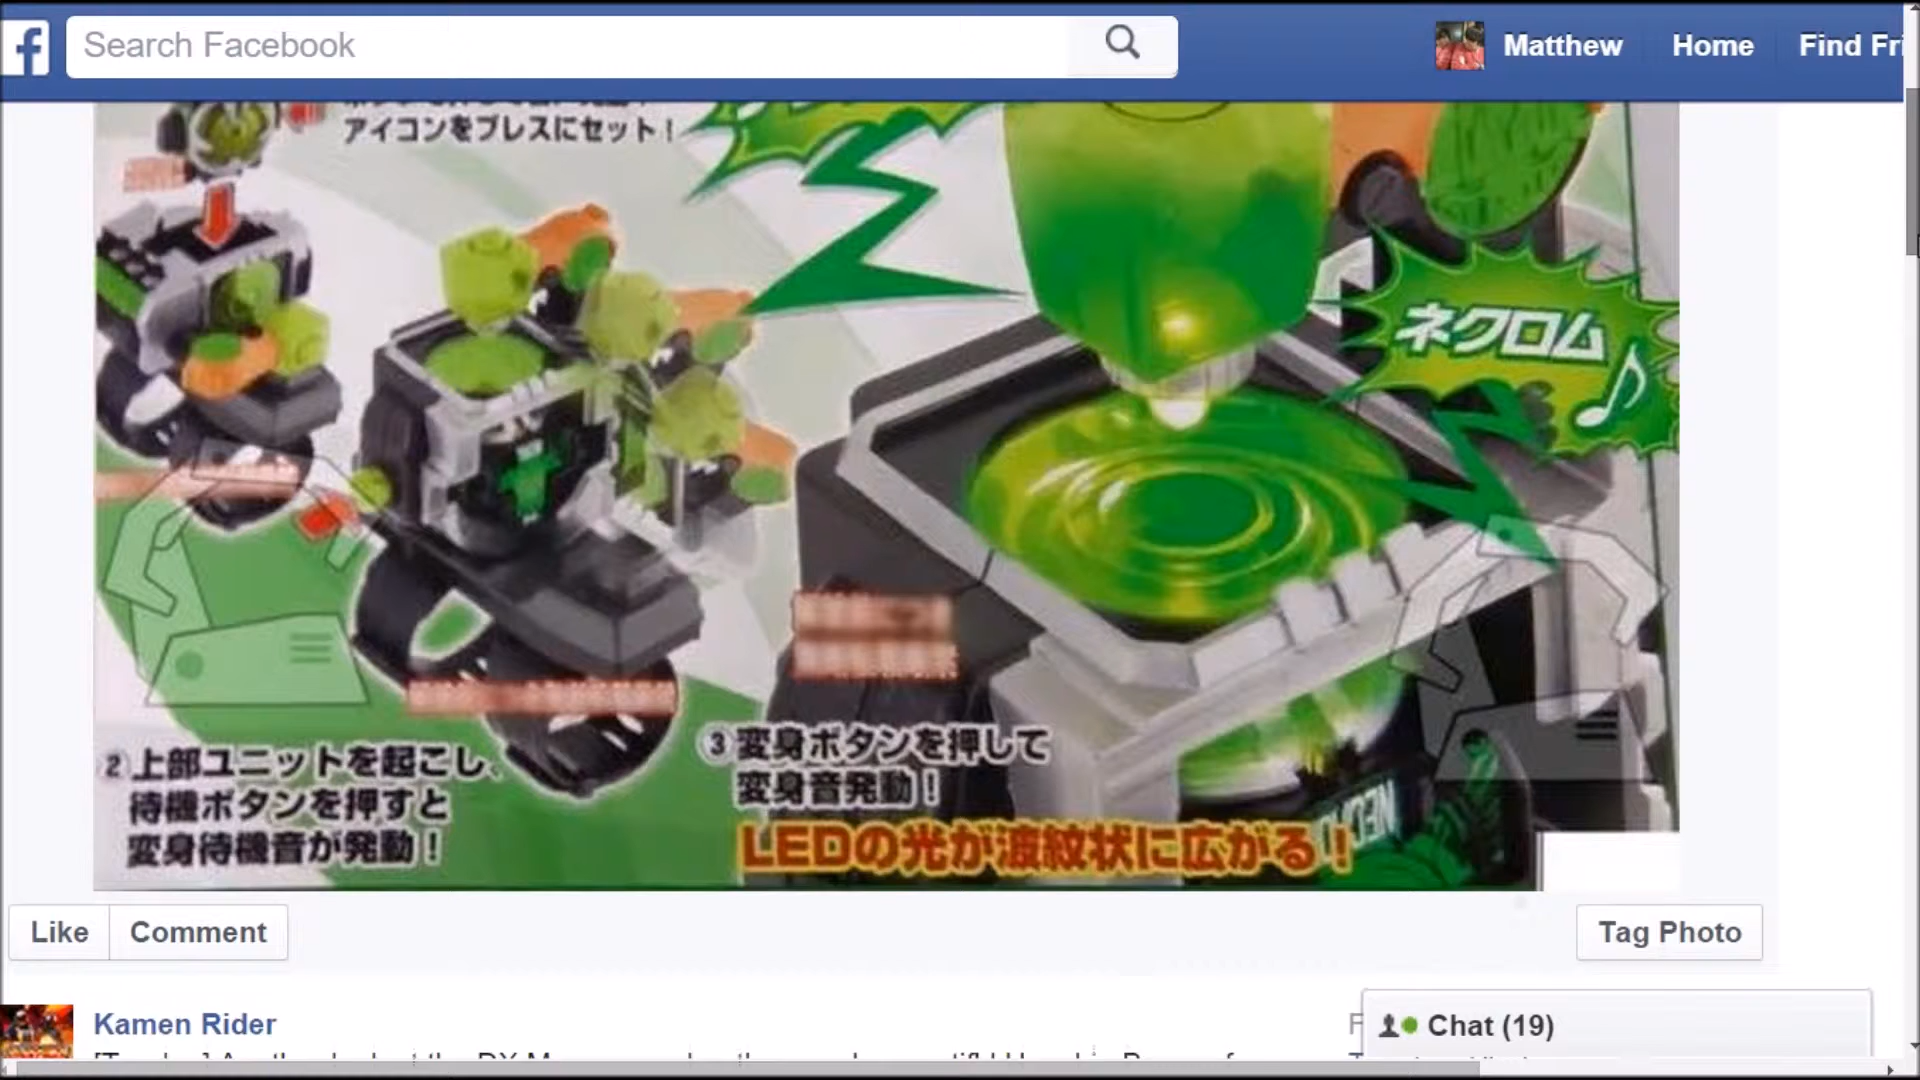 Search Facebook
Matthew
Home
Find Fri
アイコンをブレスにセット!
ネクロム
②上部ユニットを起こし、
待機ボタンを押すと
変身待機音が発動!
③変身ボタンを押して
変身音発動!
LEDの光が波紋状に広がる!
Like
Comment
Tag Photo
Kamen Rider
Chat (19)